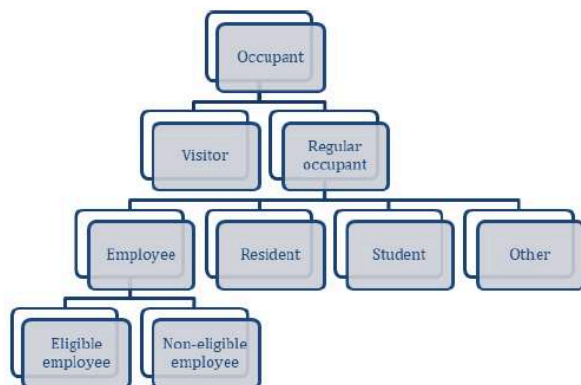 Occupant
Visitor
Regular
occupant
Employee
Resident
Student
Other
Eligible
employee
Non-eligible
employee